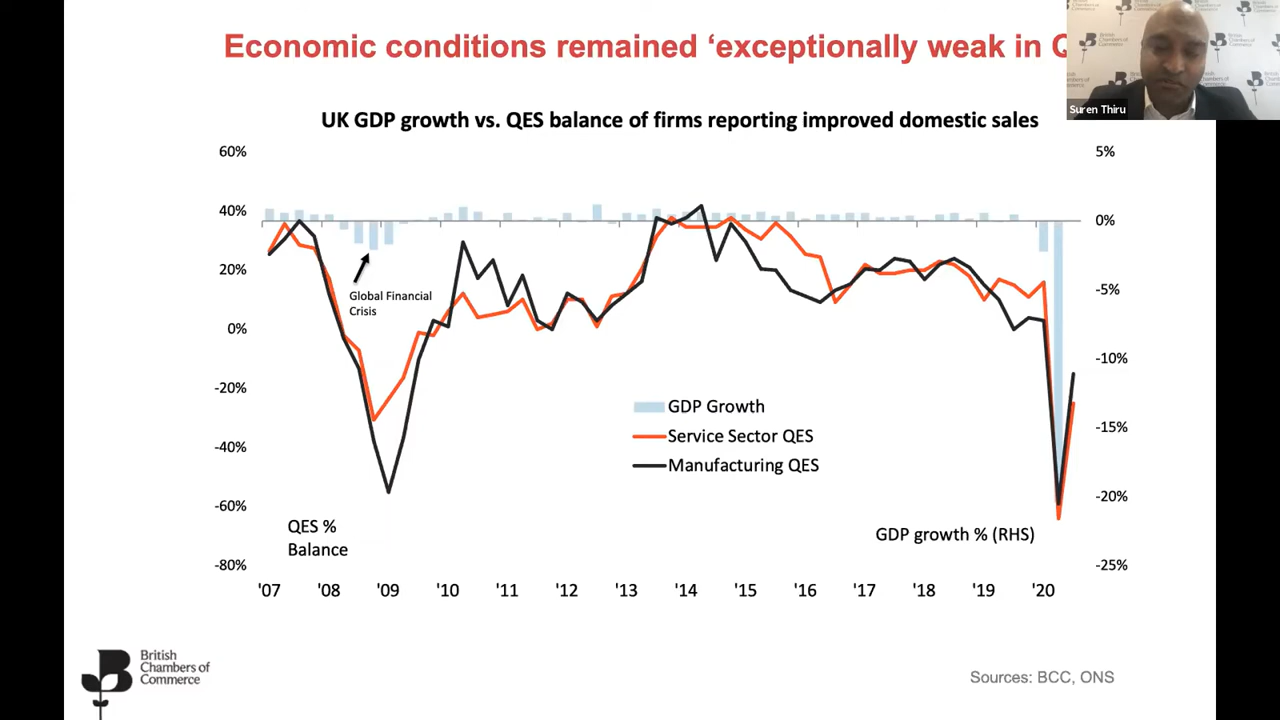 Economic conditions remained ‘exceptionally weak in
Suren Thiru
UK GDP growth vs. QES balance of firms reporting improved domestic sales
60%
40%
20%
0%
-20%
-40%
-60%
-80%
5%
0%
-5%
-10%
-15%
-20%
-25%
Global Financial
Crisis
GDP Growth
Service Sector QES
Manufacturing QES
QES %
Balance
GDP growth % (RHS)
'07 '08 '09 '10 '11 '12 '13 '14 '15 '16 '17 '18 '19 '20
British
Chambers of
Commerce
Sources: BCC, ONS